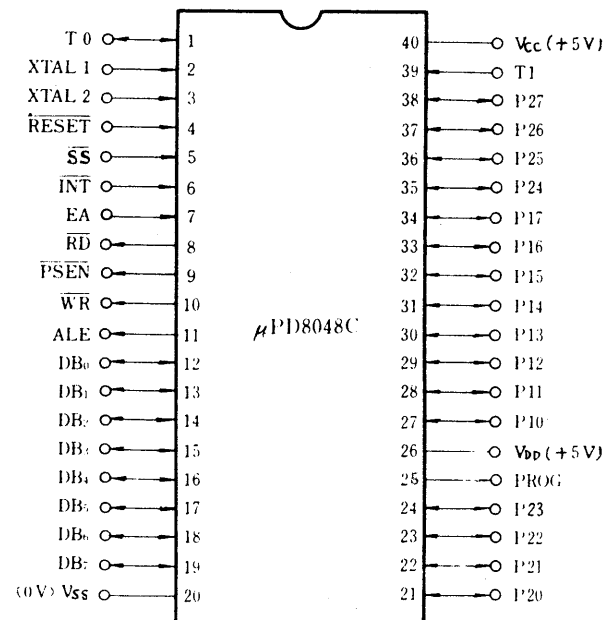 T0 1 40 Vcc(+5V)
XTAL 1 2 39 T1
XTAL 2 3 38 P27
RESET 4 37 P26
SS 5 36 P25
INT 6 35 P24
EA 7 34 P17
RD 8 33 P16
PSEN 9 32 P15
WR 10 31 P14
ALE 11 30 P13
μPD8048C
DB₀ 12 29 P12
DB₁ 13 28 P11
DB₂ 14 27 P10
DB₃ 15 26 VDD(+5V)
DB₄ 16 25 PROG
DB₅ 17 24 P23
DB₆ 18 23 P22
DB₇ 19 22 P21
(0V) Vss 20 21 P20